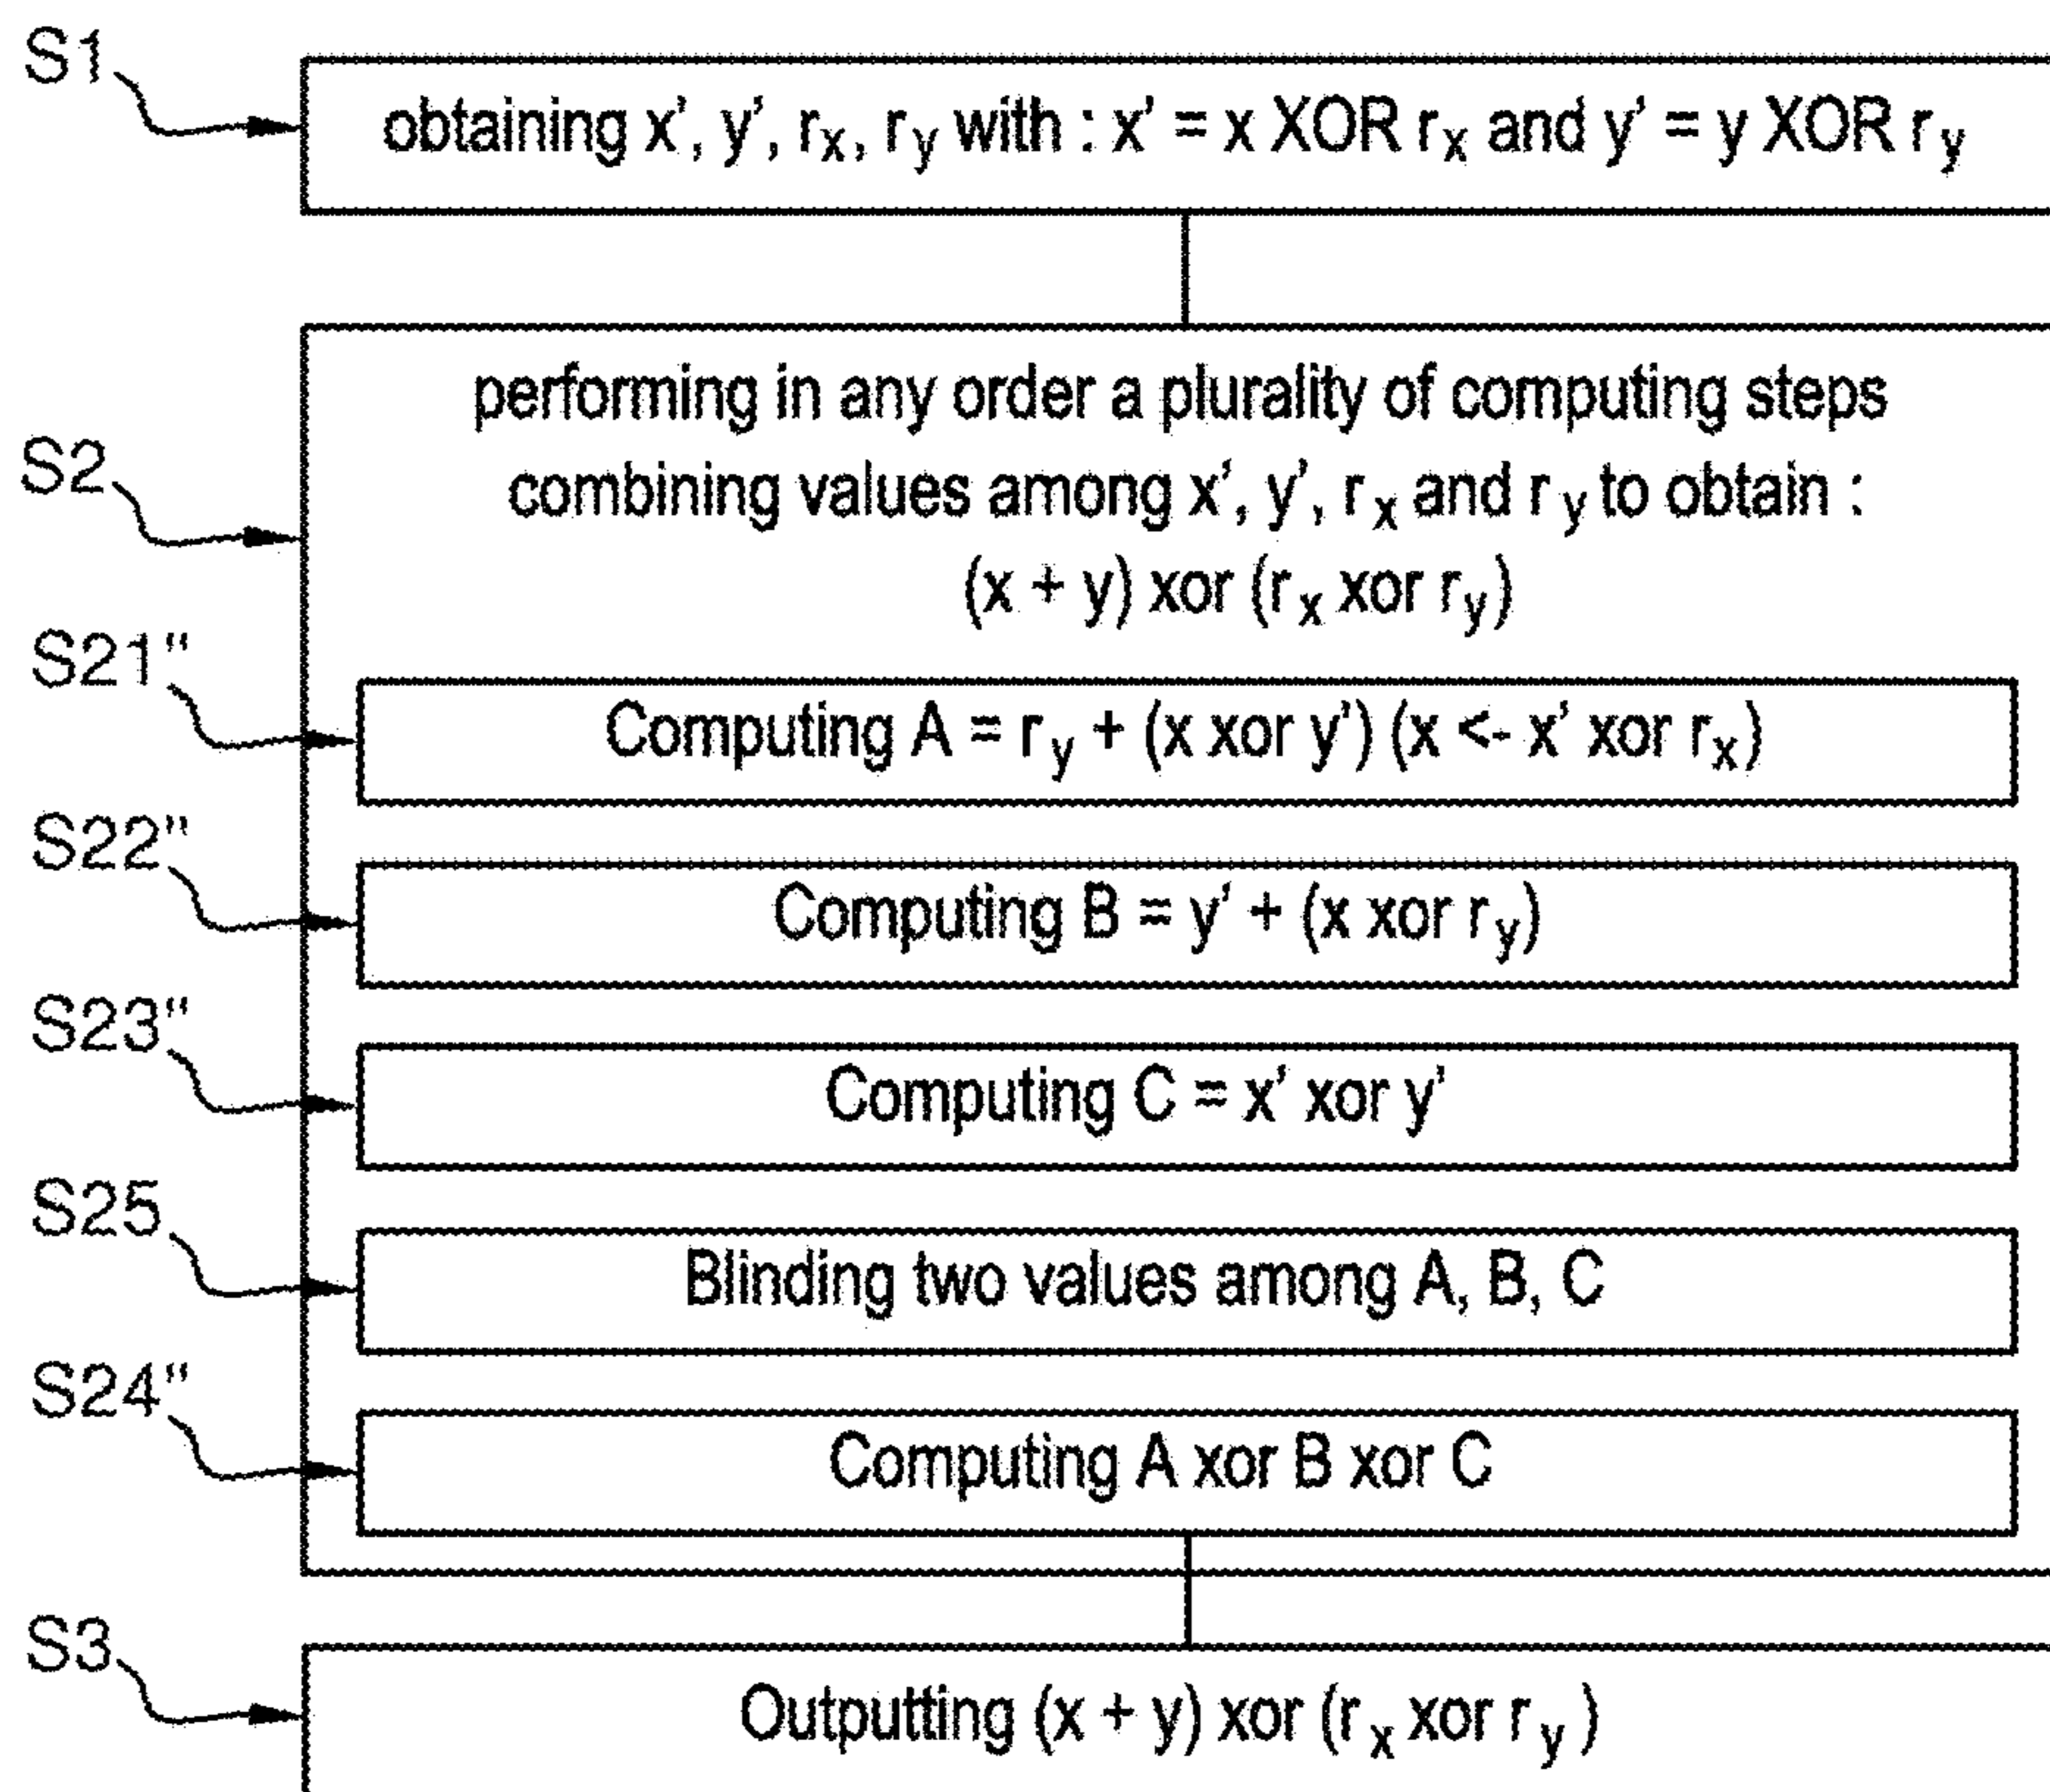 S1
obtaining x', y', rx, ry with : x' = x XOR rx and y' = y XOR ry
S2
performing in any order a plurality of computing steps
combining values among x', y', rx and ry to obtain :
(x + y) xor (rx xor ry)
S21"
Computing A = ry + (x xor y') (x <- x' xor rx)
S22"
Computing B = y' + (x xor ry)
S23"
Computing C = x' xor y'
S25
Blinding two values among A, B, C
S24"
Computing A xor B xor C
S3
Outputting (x + y) xor (rx xor ry )